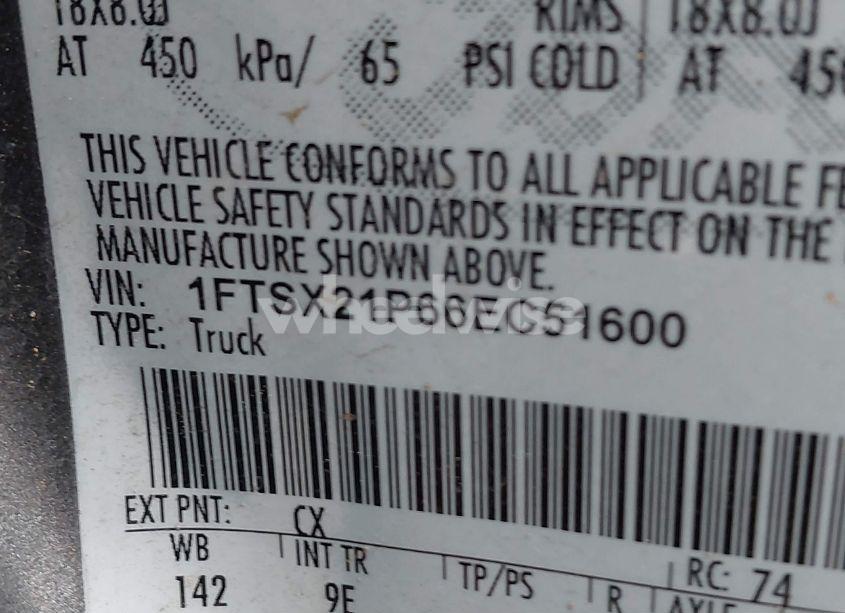 18X8.0J RIMS 18X8.0J
AT 450 kPa/ 65 PSI COLD AT 450
THIS VEHICLE CONFORMS TO ALL APPLICABLE FE
VEHICLE SAFETY STANDARDS IN EFFECT ON THE
MANUFACTURE SHOWN ABOVE.
VIN: 1FTSX21P66EC51600
TYPE: Truck
wheelwise
EXT PNT: CX RC: 74
WB INT TR TP/PS R AXLE
142 9E